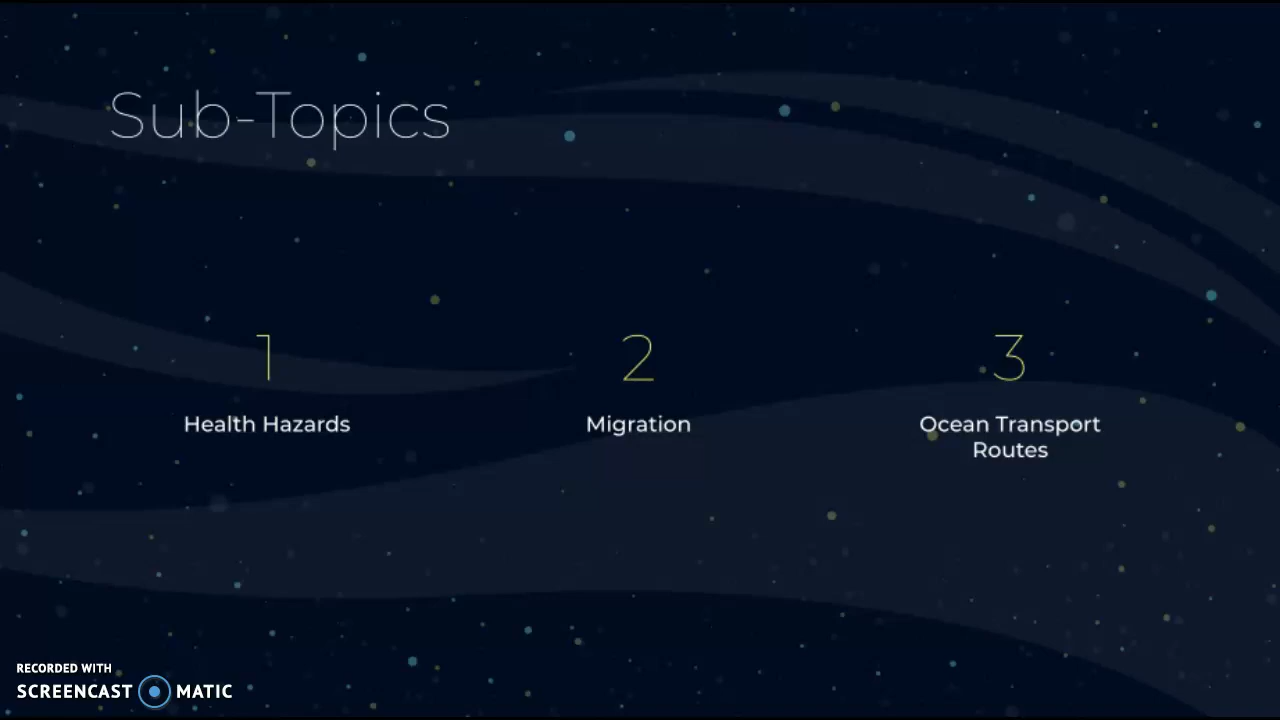 Sub-Topics
1
2
3
Health Hazards
Migration
Ocean Transport
Routes
RECORDED WITH
SCREENCAST MATIC